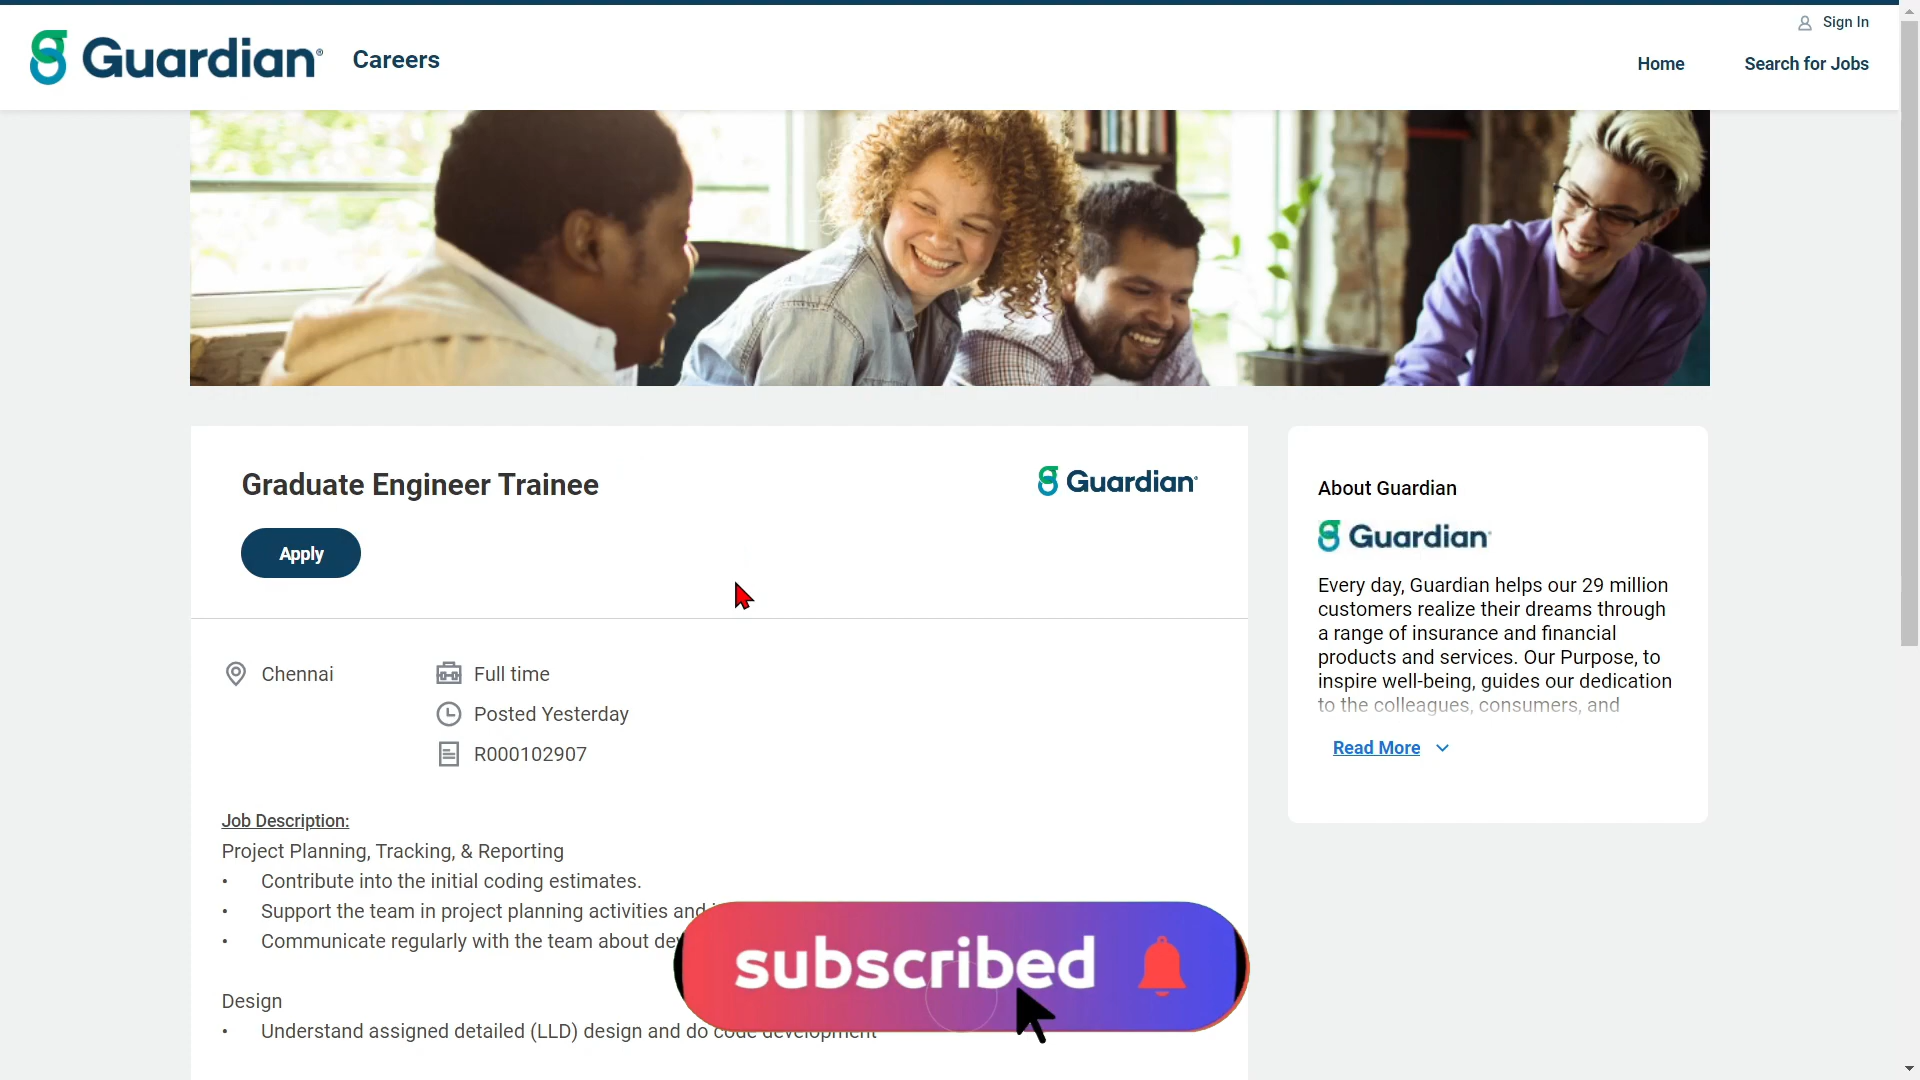 Sign In
Guardian® Careers
Home
Search for Jobs
Graduate Engineer Trainee
Guardian
Apply
Chennai
Full time
Posted Yesterday
R000102907
Job Description:
Project Planning, Tracking, & Reporting
• Contribute into the initial coding estimates.
• Support the team in project planning activities and
• Communicate regularly with the team about
Design
• Understand assigned detailed (LLD) design and do code development
subscribed
About Guardian
Guardian
Every day, Guardian helps our 29 million
customers realize their dreams through
a range of insurance and financial
products and services. Our Purpose, to
inspire well-being, guides our dedication
to the colleagues, consumers, and
Read More